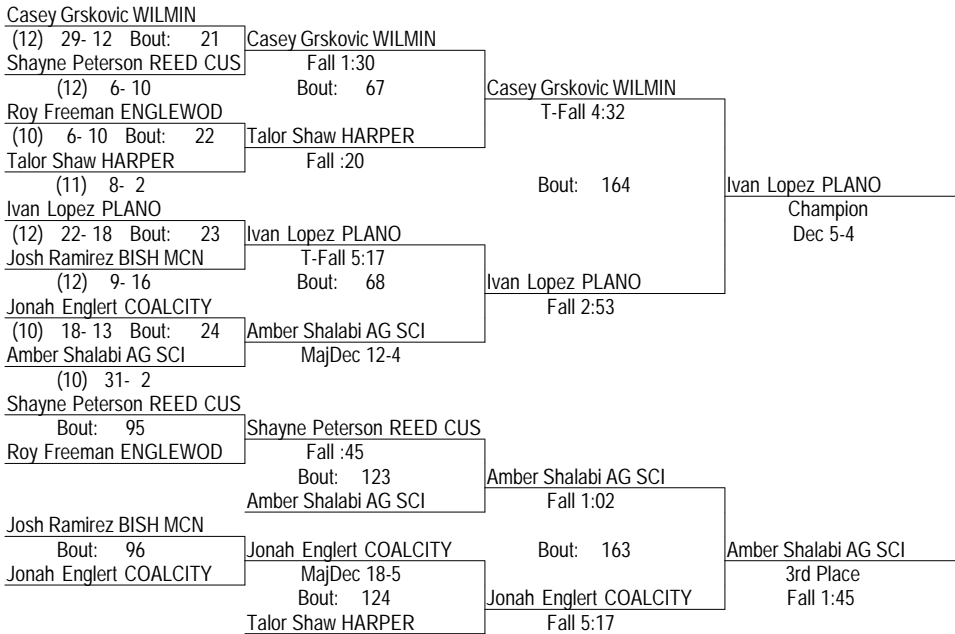 Casey Grskovic WILMIN
(12) 29- 12 Bout: 21 Casey Grskovic WILMIN
Shayne Peterson REED CUS Fall 1:30
(12) 6- 10 Bout: 67 Casey Grskovic WILMIN
Roy Freeman ENGLEWOD T-Fall 4:32
(10) 6- 10 Bout: 22 Talor Shaw HARPER
Talor Shaw HARPER Fall :20
(11) 8- 2 Bout: 164 Ivan Lopez PLANO
Ivan Lopez PLANO Champion
(12) 22- 18 Bout: 23 Ivan Lopez PLANO Dec 5-4
Josh Ramirez BISH MCN T-Fall 5:17
(12) 9- 16 Bout: 68 Ivan Lopez PLANO
Jonah Englert COALCITY Fall 2:53
(10) 18- 13 Bout: 24 Amber Shalabi AG SCI
Amber Shalabi AG SCI MajDec 12-4
(10) 31- 2
Shayne Peterson REED CUS
Bout: 95 Shayne Peterson REED CUS
Roy Freeman ENGLEWOD Fall :45
Bout: 123 Amber Shalabi AG SCI
Amber Shalabi AG SCI Fall 1:02
Josh Ramirez BISH MCN
Bout: 96 Jonah Englert COALCITY Bout: 163 Amber Shalabi AG SCI
Jonah Englert COALCITY MajDec 18-5 3rd Place
Bout: 124 Jonah Englert COALCITY Fall 1:45
Talor Shaw HARPER Fall 5:17